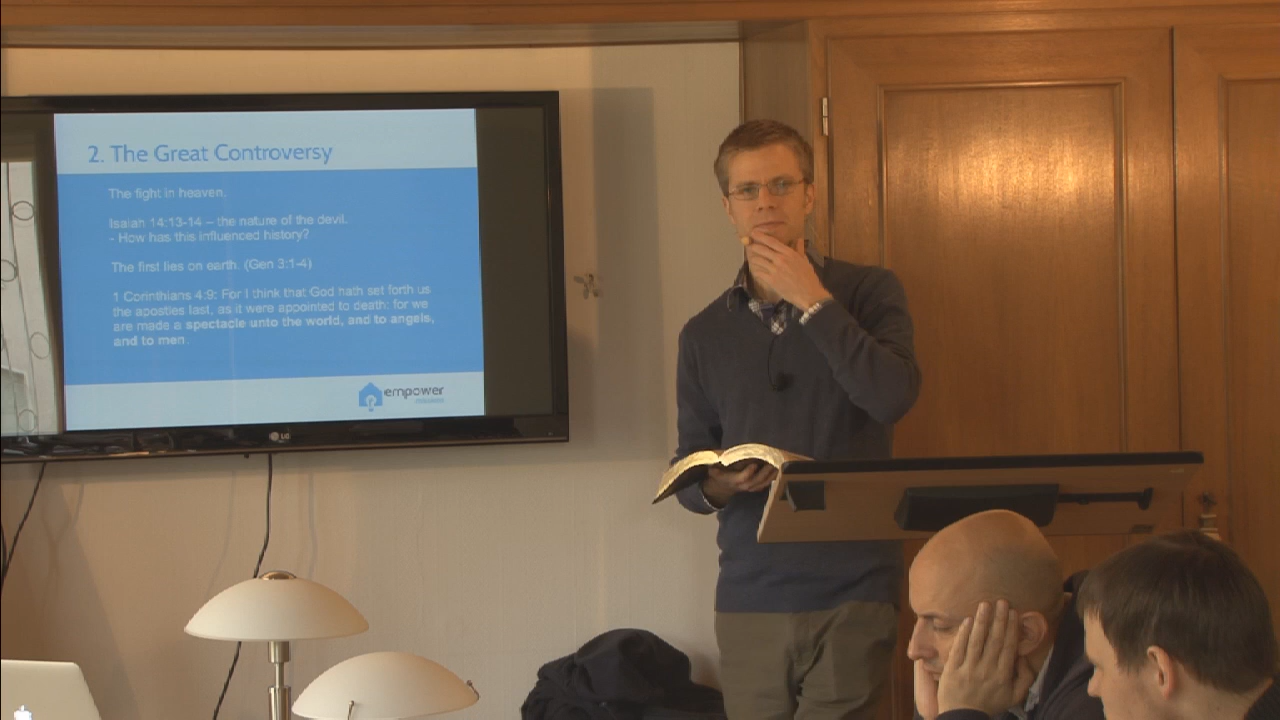 2. The Great Controversy
The fight in heaven.
Isaiah 14:13-14 – the nature of the devil.
- How has this influenced history?
The first lies on earth. (Gen 3:1-4)
1 Corinthians 4:9: For I think that God hath set forth us
the apostles last, as it were appointed to death: for we
are made a spectacle unto the world, and to angels,
and to men.
empower
LG